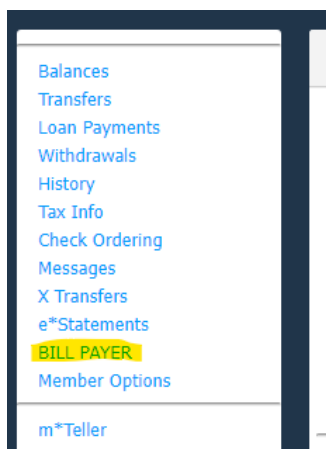 Balances
Transfers
Loan Payments
Withdrawals
History
Tax Info
Check Ordering
Messages
X Transfers
e*Statements
BILL PAYER
Member Options
m*Teller